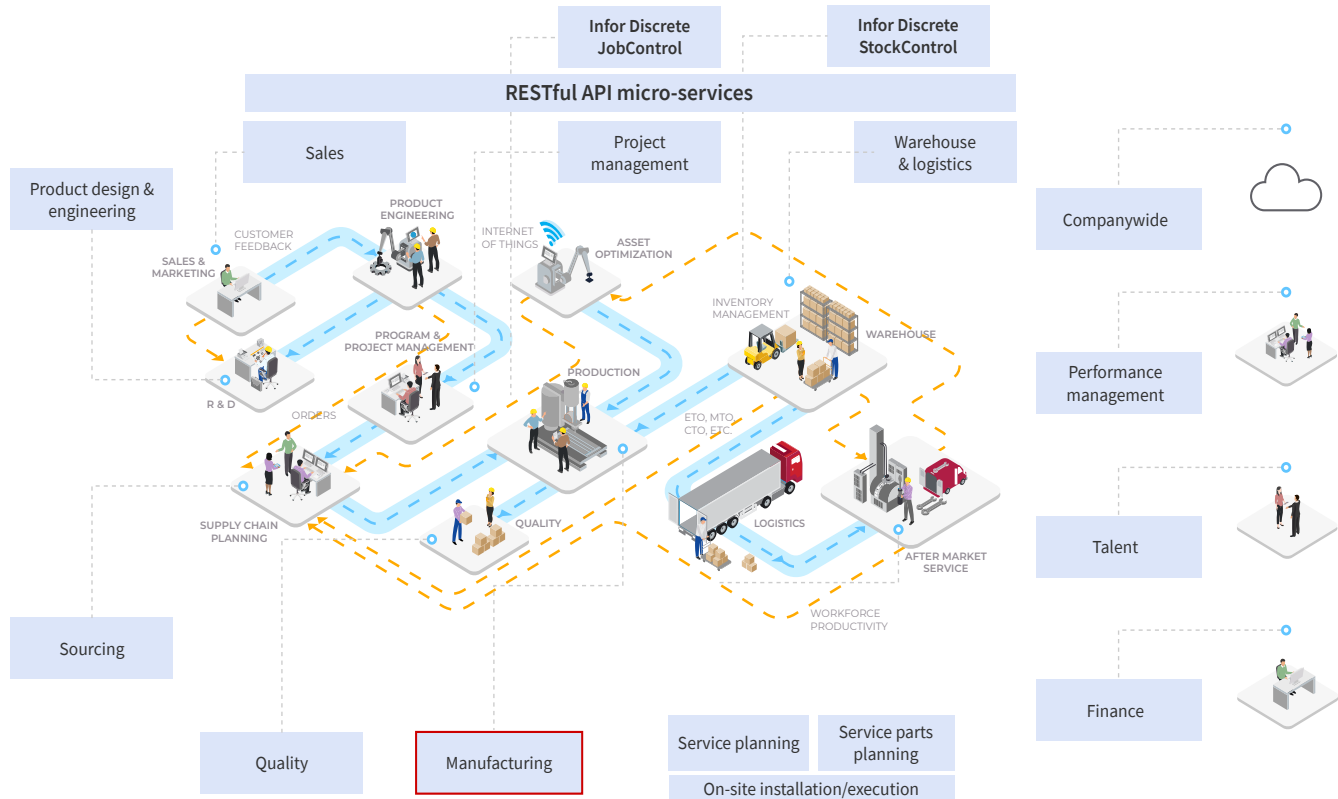 Infor Discrete
JobControl
Infor Discrete
StockControl
RESTful API micro-services
Sales
Project
management
Warehouse
& logistics
Product design &
engineering
Companywide
PRODUCT
ENGINEERING
CUSTOMER
FEEDBACK
INTERNET
OF THINGS
ASSET
OPTIMIZATION
SALES &
MARKETING
INVENTORY
MANAGEMENT
WAREHOUSE
PROGRAM &
PROJECT MANAGEMENT
PRODUCTION
Performance
management
R & D
ORDERS
ETO, MTO,
CTO, ETC.
SUPPLY CHAIN
PLANNING
QUALITY
LOGISTICS
AFTER MARKET
SERVICE
Talent
WORKFORCE
PRODUCTIVITY
Sourcing
Finance
Quality
Manufacturing
Service planning
Service parts
planning
On-site installation/execution